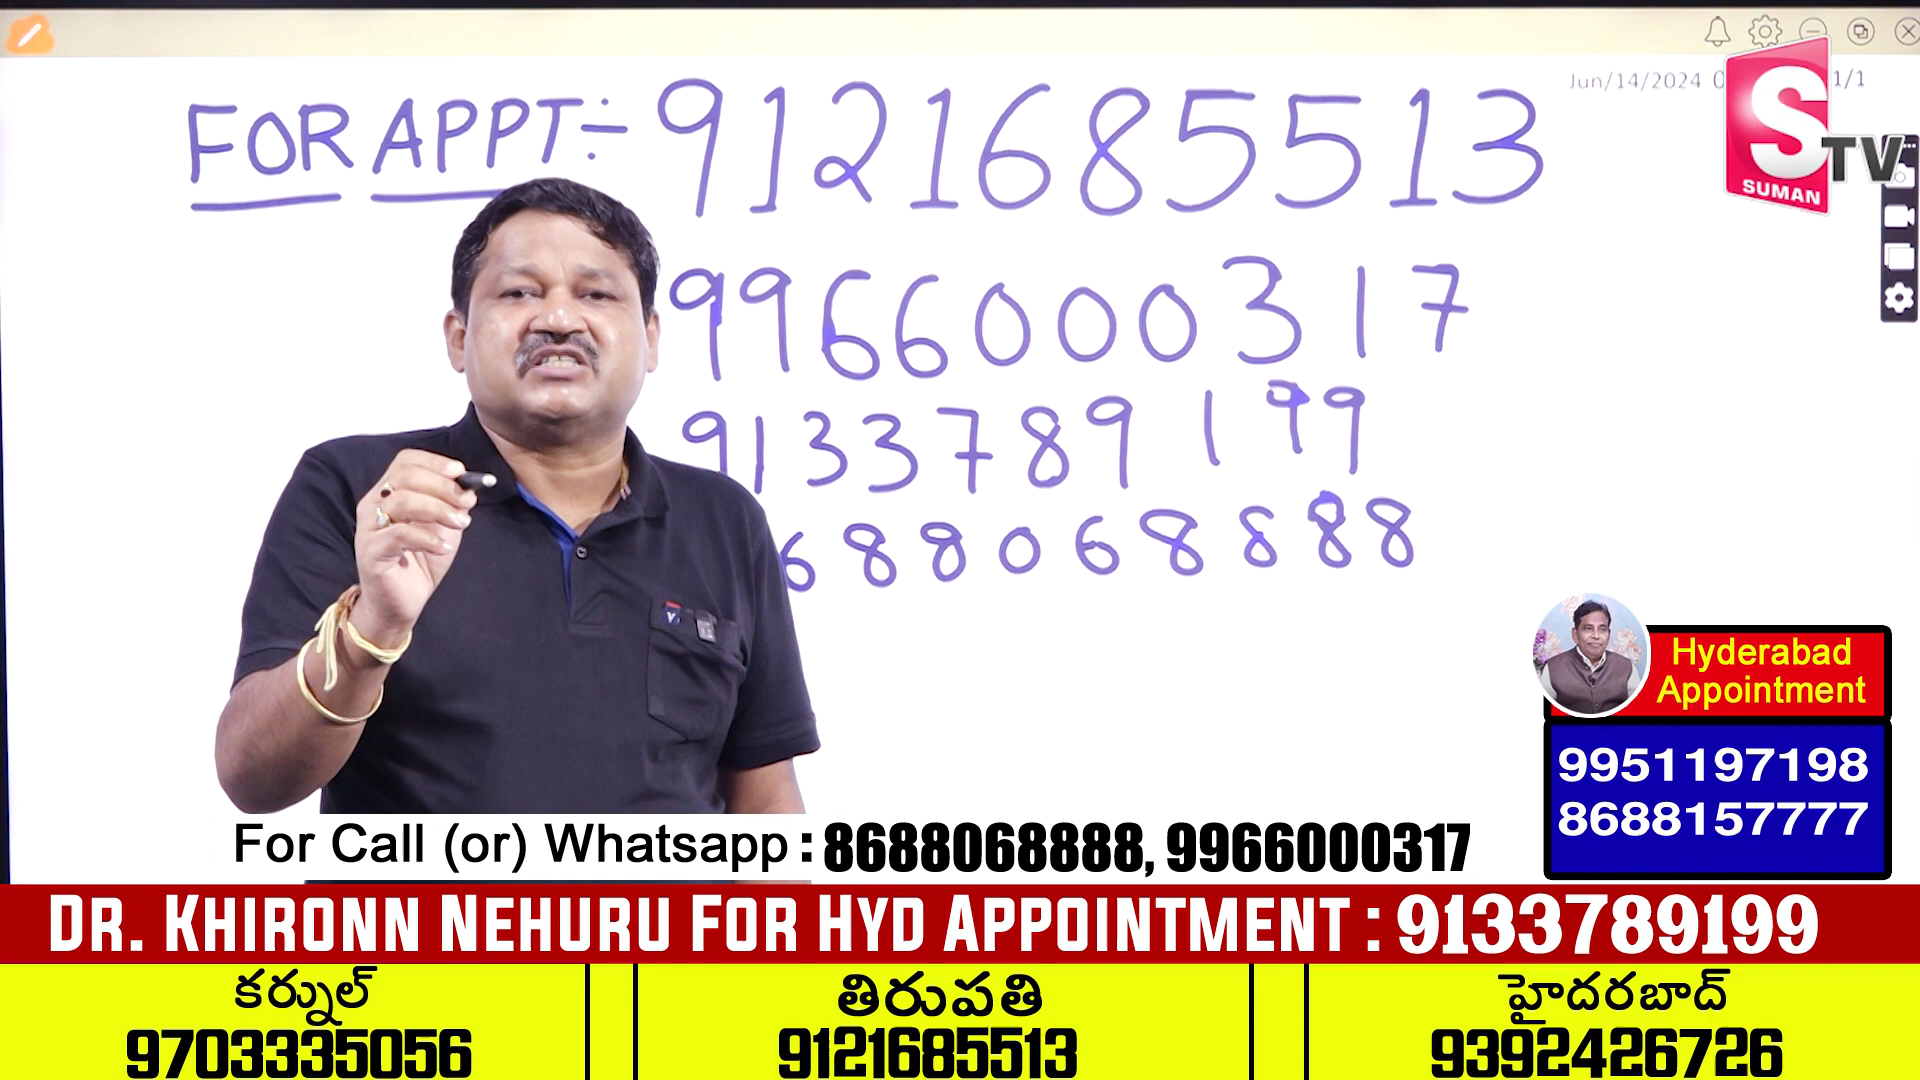 Jun/14/2024 0
1/1
S
TV
SUMAN
FOR APPT:- 9121685513
9966000317
9133789199
688068888
Hyderabad
Appointment
9951197198
8688157777
For Call (or) Whatsapp : 8688068888, 9966000317
DR. KHIRONN NEHURU FOR HYD APPOINTMENT : 9133789199
కర్నుల్
9703335056
తిరుపతి
9121685513
హైదరబాద్
9392426726